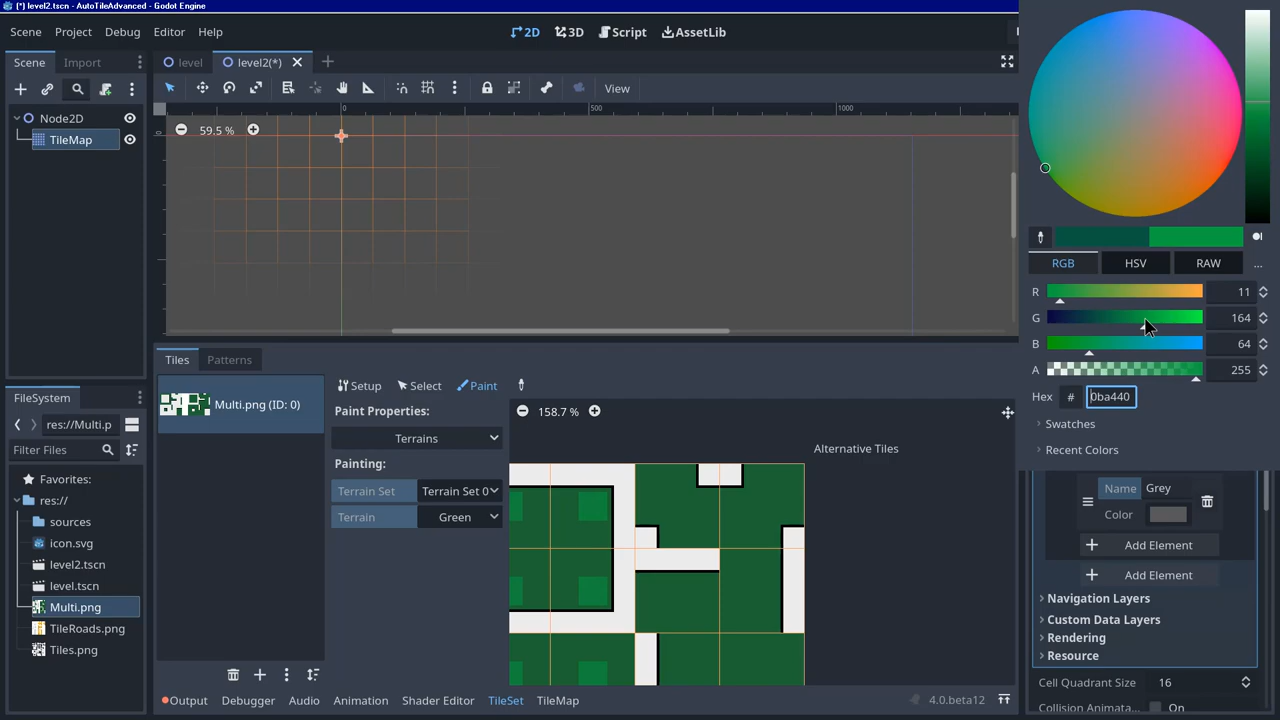 (*) level2.tscn - AutoTileAdvanced - Godot Engine
Scene Project Debug Editor Help
2D 3D Script AssetLib
Scene Import
level level2(*)
View
Node2D
TileMap
0 500 1000
59.5 %
RGB HSV RAW ...
R 11
G 164
B 64
A 255
Hex # 0ba440
Swatches
Recent Colors
Tiles Patterns
Multi.png (ID: 0)
Setup Select Paint
Paint Properties:
Terrains
Painting:
Terrain Set Terrain Set 0
Terrain Green
158.7 %
Alternative Tiles
FileSystem
res://Multi.p
Filter Files
Favorites:
res://
sources
icon.svg
level2.tscn
level.tscn
Multi.png
TileRoads.png
Tiles.png
Name Grey
Color
Add Element
Add Element
Navigation Layers
Custom Data Layers
Rendering
Resource
Cell Quadrant Size 16
Collision Animata... On
Output Debugger Audio Animation Shader Editor TileSet TileMap
4.0.beta12